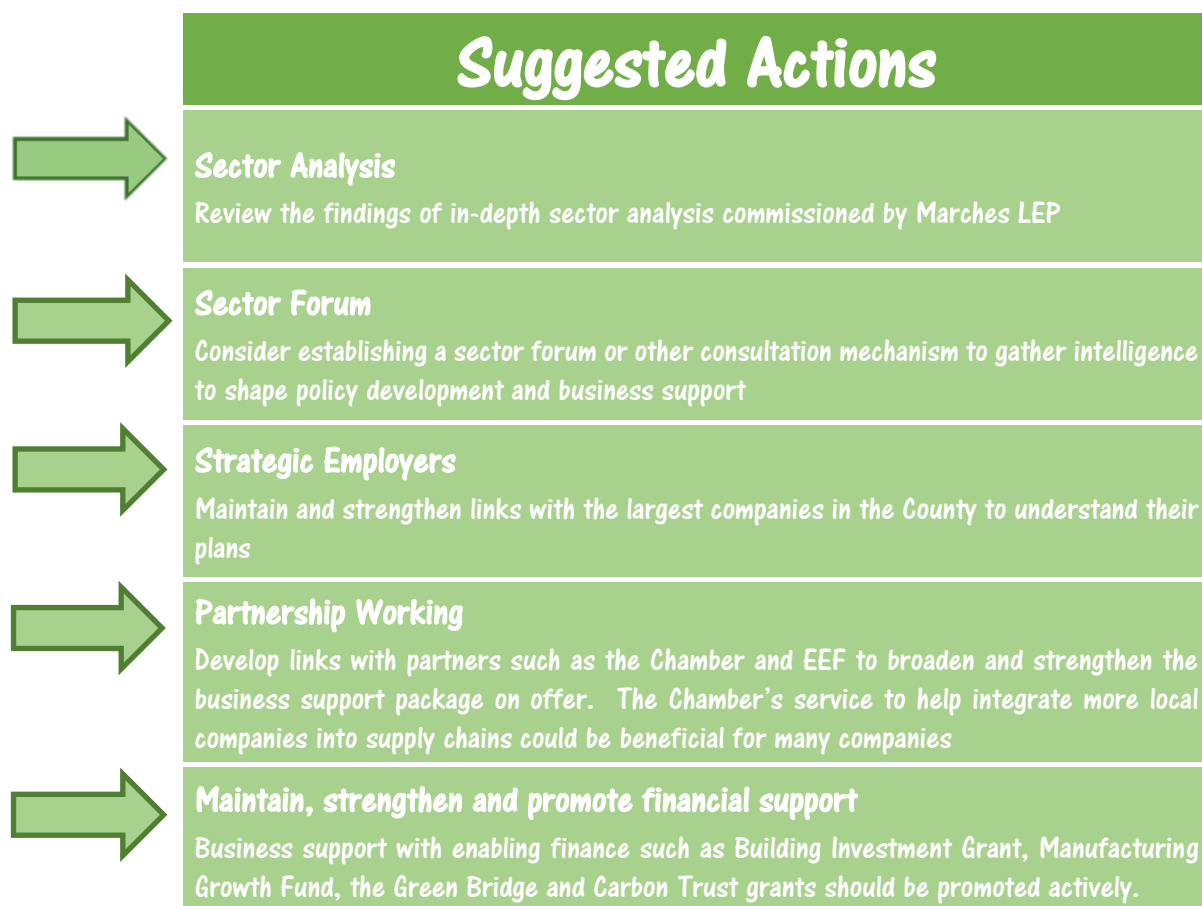 Suggested Actions
Sector Analysis
Review the findings of in-depth sector analysis commissioned by Marches LEP
Sector Forum
Consider establishing a sector forum or other consultation mechanism to gather intelligence
to shape policy development and business support
Strategic Employers
Maintain and strengthen links with the largest companies in the County to understand their
plans
Partnership Working
Develop links with partners such as the Chamber and EEF to broaden and strengthen the
business support package on offer.  The Chamber's service to help integrate more local
companies into supply chains could be beneficial for many companies
Maintain, strengthen and promote financial support
Business support with enabling finance such as Building Investment Grant, Manufacturing
Growth Fund, the Green Bridge and Carbon Trust grants should be promoted actively.